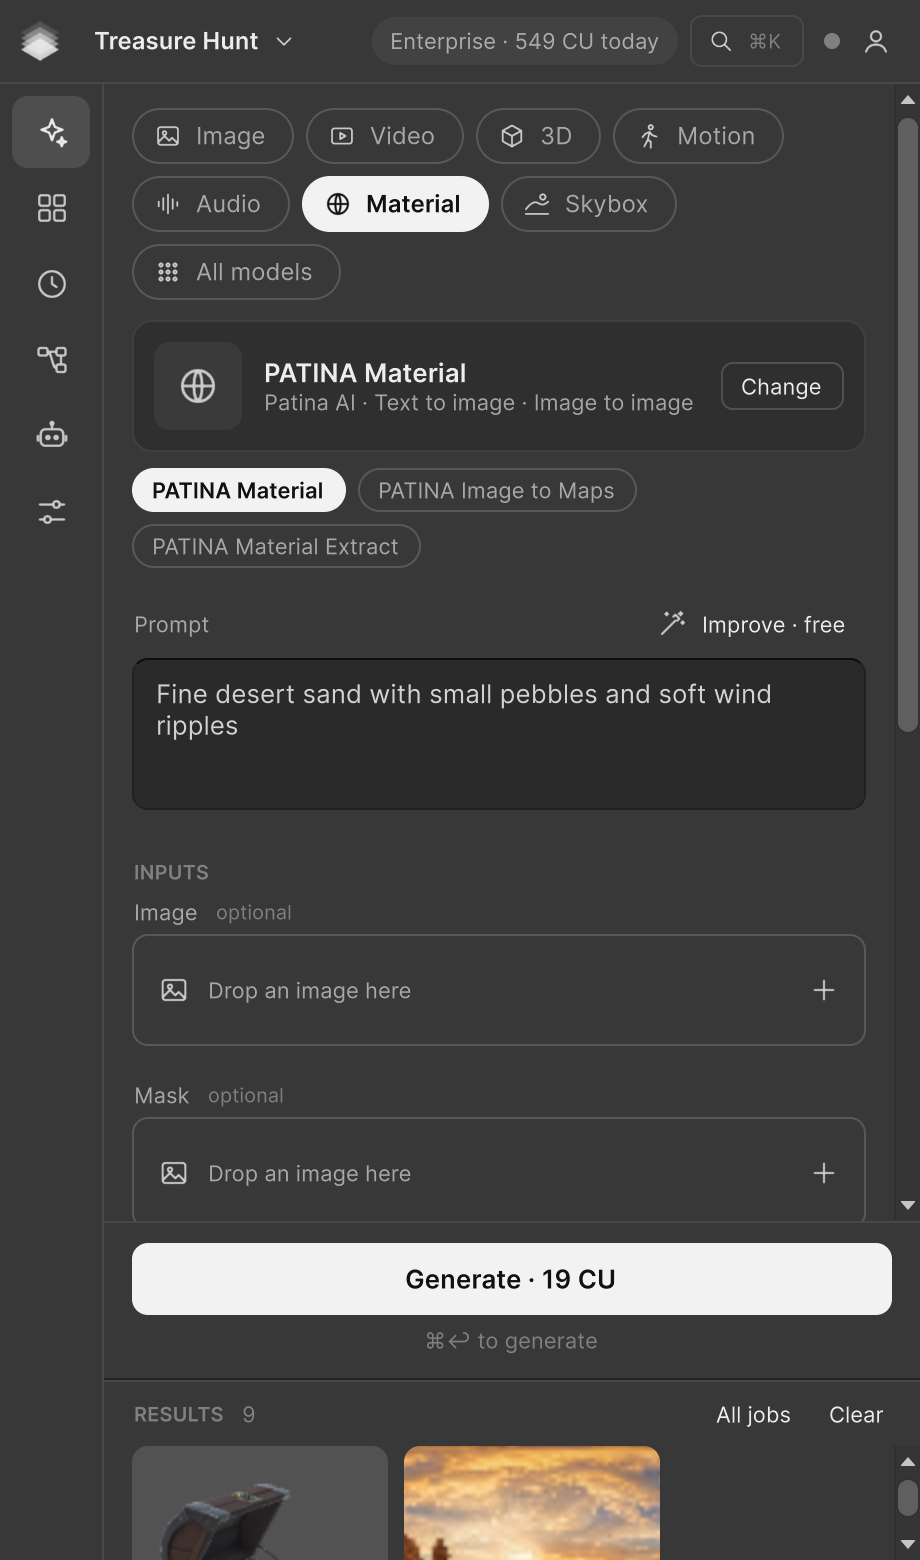 Treasure Hunt
Enterprise · 549 CU today
⌘K
Image
Video
3D
Motion
Audio
Material
Skybox
All models
PATINA Material
Patina AI · Text to image · Image to image
Change
PATINA Material
PATINA Image to Maps
PATINA Material Extract
Prompt
Improve · free
Fine desert sand with small pebbles and soft wind
ripples
INPUTS
Image optional
Drop an image here
Mask optional
Drop an image here
Generate · 19 CU
⌘↩ to generate
RESULTS 9
All jobs
Clear